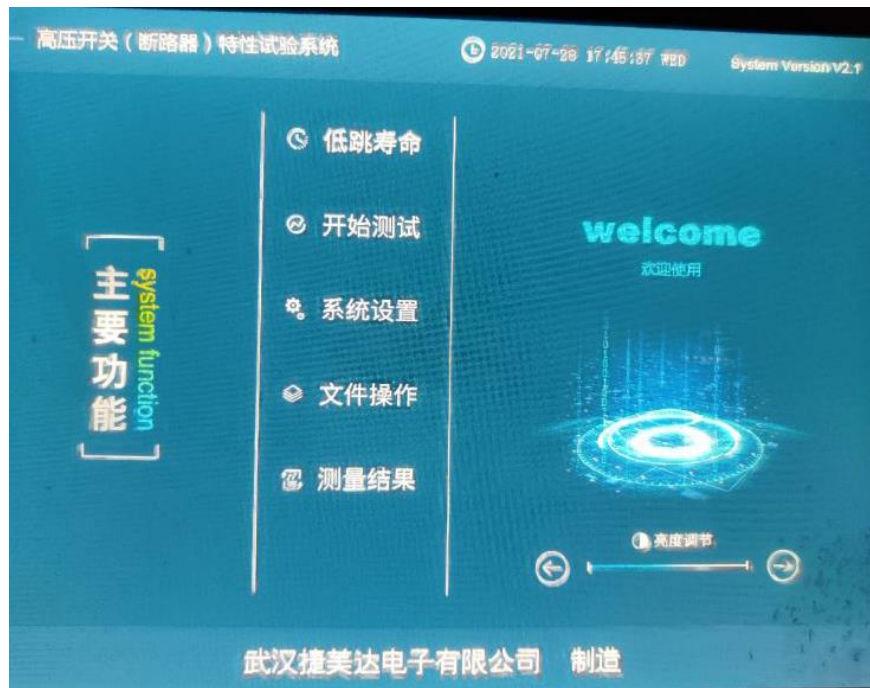 高压开关（断路器）特性试验系统
2021-07-28 17:45:37 WED
System Version V2.1
低跳寿命
开始测试
系统设置
文件操作
测量结果
主要功能
system function
welcome
欢迎使用
亮度调节
武汉捷美达电子有限公司 制造